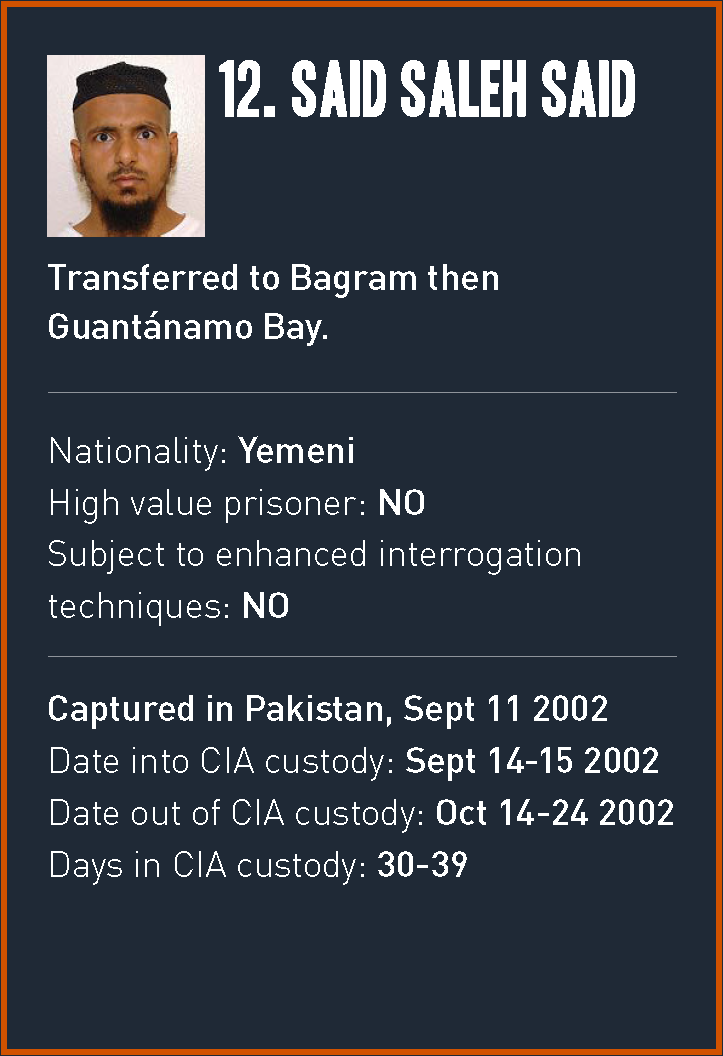 12. SAID SALEH SAID
Transferred to Bagram then
Guantánamo Bay.
Nationality: Yemeni
High value prisoner: NO
Subject to enhanced interrogation
techniques: NO
Captured in Pakistan, Sept 11 2002
Date into CIA custody: Sept 14-15 2002
Date out of CIA custody: Oct 14-24 2002
Days in CIA custody: 30-39